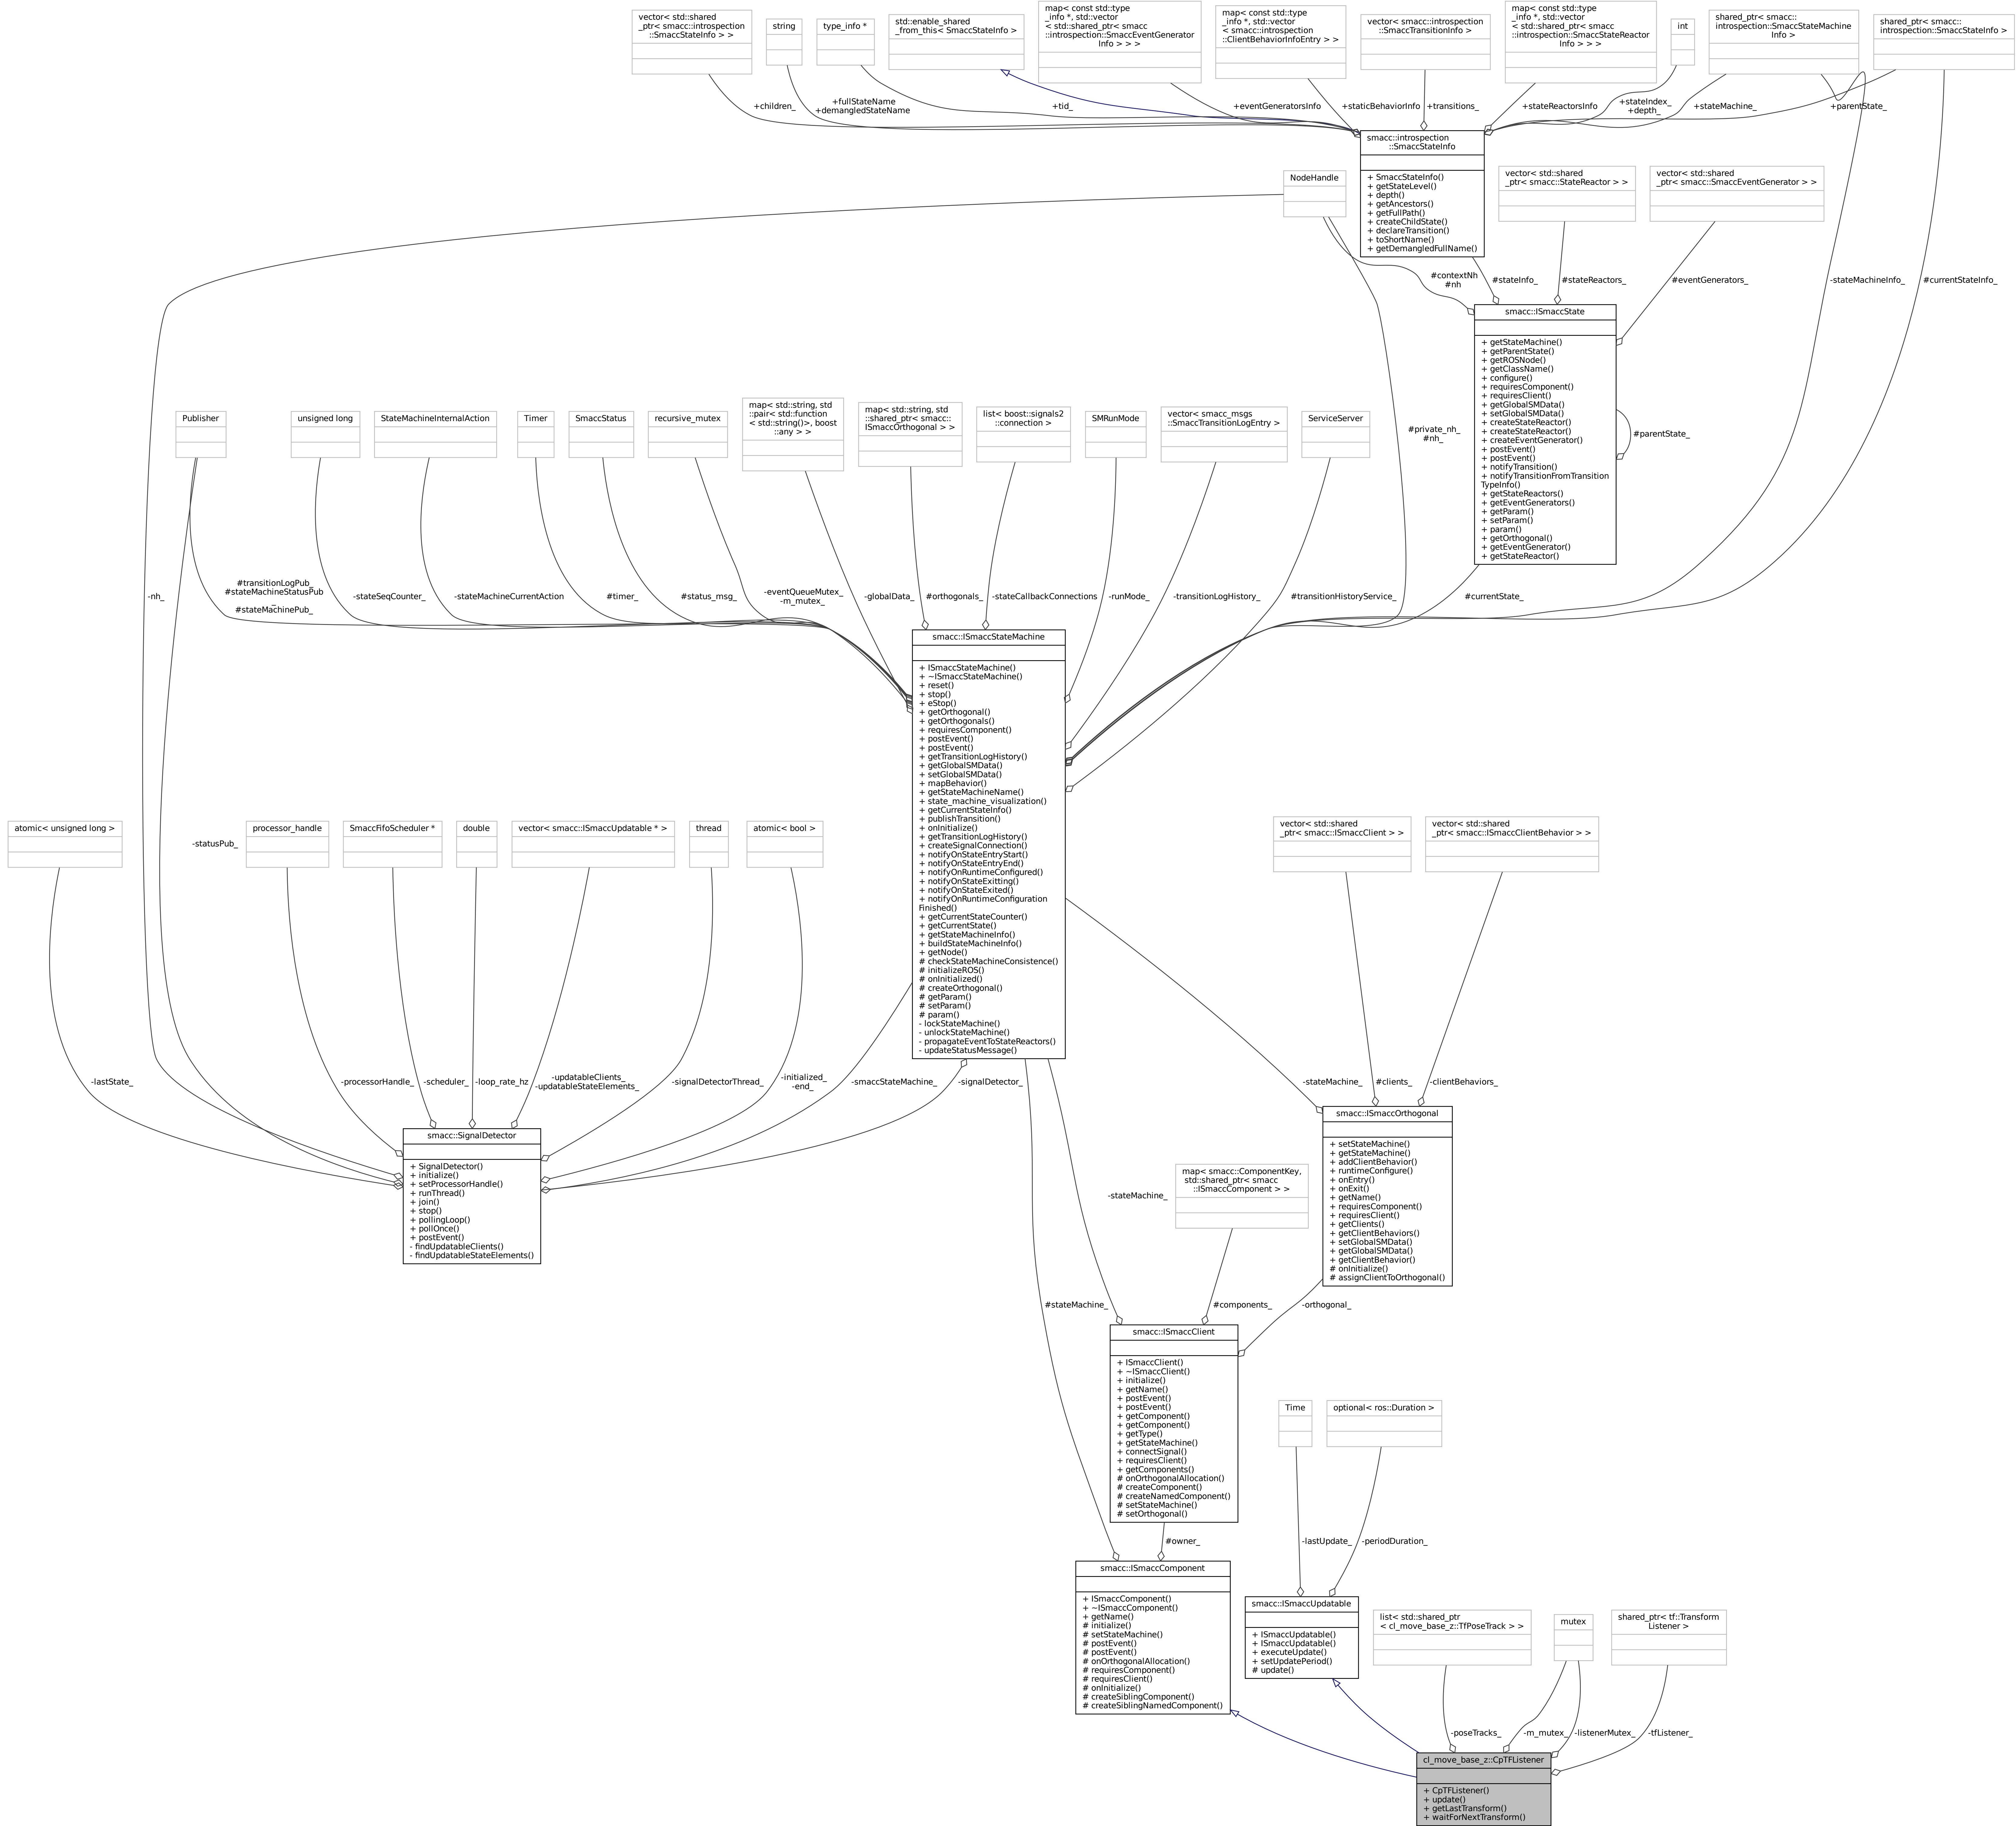 vector< std::shared
_ptr< smacc::introspection
::SmaccStateInfo > >
string
type_info *
std::enable_shared
_from_this< SmaccStateInfo >
map< const std::type
_info *, std::vector
< std::shared_ptr< smacc
::introspection::SmaccEventGenerator
Info > > >
map< const std::type
_info *, std::vector
< smacc::introspection
::ClientBehaviorInfoEntry > >
vector< smacc::introspection
::SmaccTransitionInfo >
map< const std::type
_info *, std::vector
< std::shared_ptr< smacc
::introspection::SmaccStateReactor
Info > > >
int
shared_ptr< smacc::
introspection::SmaccStateMachine
Info >
shared_ptr< smacc::
introspection::SmaccStateInfo >
+children_
+fullStateName
+demangledStateName
+tid_
+eventGeneratorsInfo
+staticBehaviorInfo
+transitions_
+stateReactorsInfo
+stateIndex_
+depth_
+stateMachine_
+parentState_
smacc::introspection
::SmaccStateInfo
+ SmaccStateInfo()
+ getStateLevel()
+ depth()
+ getAncestors()
+ getFullPath()
+ createChildState()
+ declareTransition()
+ toShortName()
+ getDemangledFullName()
NodeHandle
vector< std::shared
_ptr< smacc::StateReactor > >
vector< std::shared
_ptr< smacc::SmaccEventGenerator > >
#contextNh
#nh
#stateInfo_
#stateReactors_
#eventGenerators_
-stateMachineInfo_
#currentStateInfo_
smacc::ISmaccState
+ getStateMachine()
+ getParentState()
+ getROSNode()
+ getClassName()
+ configure()
+ requiresComponent()
+ requiresClient()
+ getGlobalSMData()
+ setGlobalSMData()
+ createStateReactor()
+ createStateReactor()
+ createEventGenerator()
+ postEvent()
+ postEvent()
+ notifyTransition()
+ notifyTransitionFromTransition
TypeInfo()
+ getStateReactors()
+ getEventGenerators()
+ getParam()
+ setParam()
+ param()
+ getOrthogonal()
+ getEventGenerator()
+ getStateReactor()
#parentState_
Publisher
unsigned long
StateMachineInternalAction
Timer
SmaccStatus
recursive_mutex
map< std::string, std
::pair< std::function
< std::string()>, boost
::any > >
map< std::string, std
::shared_ptr< smacc::
ISmaccOrthogonal > >
list< boost::signals2
::connection >
SMRunMode
vector< smacc_msgs
::SmaccTransitionLogEntry >
ServiceServer
#private_nh_
#nh_
-nh_
#transitionLogPub_
#stateMachineStatusPub
_
#stateMachinePub_
-stateSeqCounter_
-stateMachineCurrentAction
#timer_
#status_msg_
-eventQueueMutex_
-m_mutex_
-globalData_
#orthogonals_
-stateCallbackConnections
-runMode_
-transitionLogHistory_
#transitionHistoryService_
#currentState_
smacc::ISmaccStateMachine
+ ISmaccStateMachine()
+ ~ISmaccStateMachine()
+ reset()
+ stop()
+ eStop()
+ getOrthogonal()
+ getOrthogonals()
+ requiresComponent()
+ postEvent()
+ postEvent()
+ getTransitionLogHistory()
+ getGlobalSMData()
+ setGlobalSMData()
+ mapBehavior()
+ getStateMachineName()
+ state_machine_visualization()
+ getCurrentStateInfo()
+ publishTransition()
+ onInitialize()
+ getTransitionLogHistory()
+ createSignalConnection()
+ notifyOnStateEntryStart()
+ notifyOnStateEntryEnd()
+ notifyOnRuntimeConfigured()
+ notifyOnStateExitting()
+ notifyOnStateExited()
+ notifyOnRuntimeConfiguration
Finished()
+ getCurrentStateCounter()
+ getCurrentState()
+ getStateMachineInfo()
+ buildStateMachineInfo()
+ getNode()
# checkStateMachineConsistence()
# initializeROS()
# onInitialized()
# createOrthogonal()
# getParam()
# setParam()
# param()
- lockStateMachine()
- unlockStateMachine()
- propagateEventToStateReactors()
- updateStatusMessage()
atomic< unsigned long >
-statusPub_
processor_handle
SmaccFifoScheduler *
double
vector< smacc::ISmaccUpdatable * >
thread
atomic< bool >
vector< std::shared
_ptr< smacc::ISmaccClient > >
vector< std::shared
_ptr< smacc::ISmaccClientBehavior > >
-lastState_
-processorHandle_
-scheduler_
-loop_rate_hz
-updatableClients_
-updatableStateElements_
-signalDetectorThread_
-initialized_
-end_
-smaccStateMachine_
-signalDetector_
-stateMachine_
#clients_
-clientBehaviors_
smacc::SignalDetector
+ SignalDetector()
+ initialize()
+ setProcessorHandle()
+ runThread()
+ join()
+ stop()
+ pollingLoop()
+ pollOnce()
+ postEvent()
- findUpdatableClients()
- findUpdatableStateElements()
smacc::ISmaccOrthogonal
+ setStateMachine()
+ getStateMachine()
+ addClientBehavior()
+ runtimeConfigure()
+ onEntry()
+ onExit()
+ getName()
+ requiresComponent()
+ requiresClient()
+ getClients()
+ getClientBehaviors()
+ setGlobalSMData()
+ getGlobalSMData()
+ getClientBehavior()
# onInitialize()
# assignClientToOrthogonal()
-stateMachine_
map< smacc::ComponentKey,
std::shared_ptr< smacc
::ISmaccComponent > >
#stateMachine_
#components_
-orthogonal_
smacc::ISmaccClient
+ ISmaccClient()
+ ~ISmaccClient()
+ initialize()
+ getName()
+ postEvent()
+ postEvent()
+ getComponent()
+ getComponent()
+ getType()
+ getStateMachine()
+ connectSignal()
+ requiresClient()
+ getComponents()
# onOrthogonalAllocation()
# createComponent()
# createNamedComponent()
# setStateMachine()
# setOrthogonal()
Time
optional< ros::Duration >
#owner_
-lastUpdate_
-periodDuration_
smacc::ISmaccComponent
+ ISmaccComponent()
+ ~ISmaccComponent()
+ getName()
# initialize()
# setStateMachine()
# postEvent()
# postEvent()
# onOrthogonalAllocation()
# requiresComponent()
# requiresClient()
# onInitialize()
# createSiblingComponent()
# createSiblingNamedComponent()
smacc::ISmaccUpdatable
+ ISmaccUpdatable()
+ ISmaccUpdatable()
+ executeUpdate()
+ setUpdatePeriod()
# update()
list< std::shared_ptr
< cl_move_base_z::TfPoseTrack > >
mutex
shared_ptr< tf::Transform
Listener >
-poseTracks_
-m_mutex_
-listenerMutex_
-tfListener_
cl_move_base_z::CpTFListener
+ CpTFListener()
+ update()
+ getLastTransform()
+ waitForNextTransform()